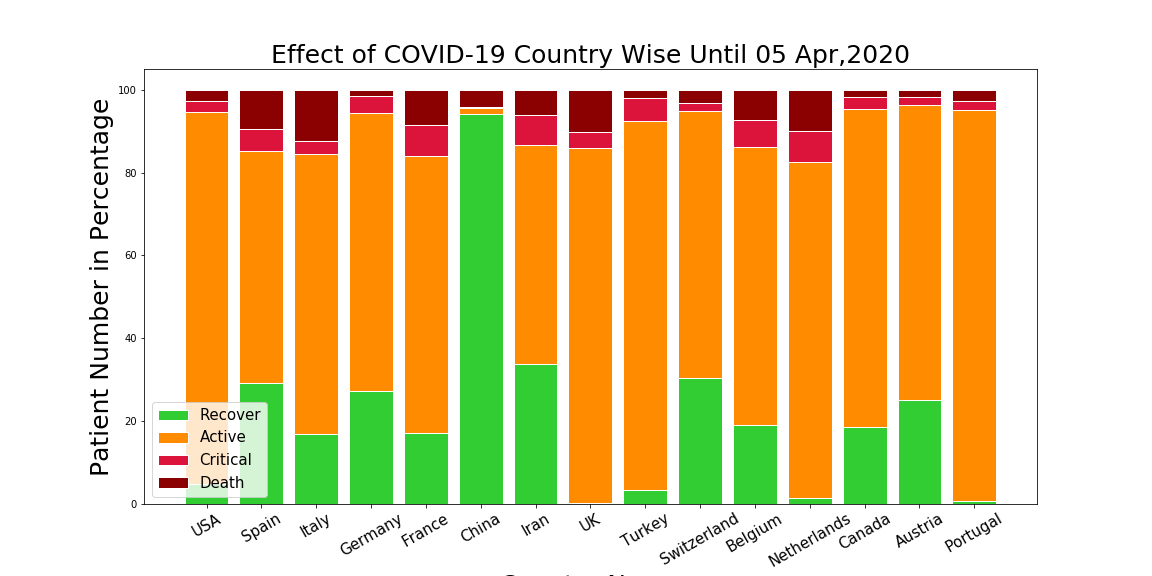 Effect of COVID-19 Country Wise Until 05 Apr,2020
Patient Number in Percentage
100
80
60
40
20
0
Recover
Active
Critical
Death
USA
Spain
Italy
Germany
France
China
Iran
UK
Turkey
Switzerland
Belgium
Netherlands
Canada
Austria
Portugal